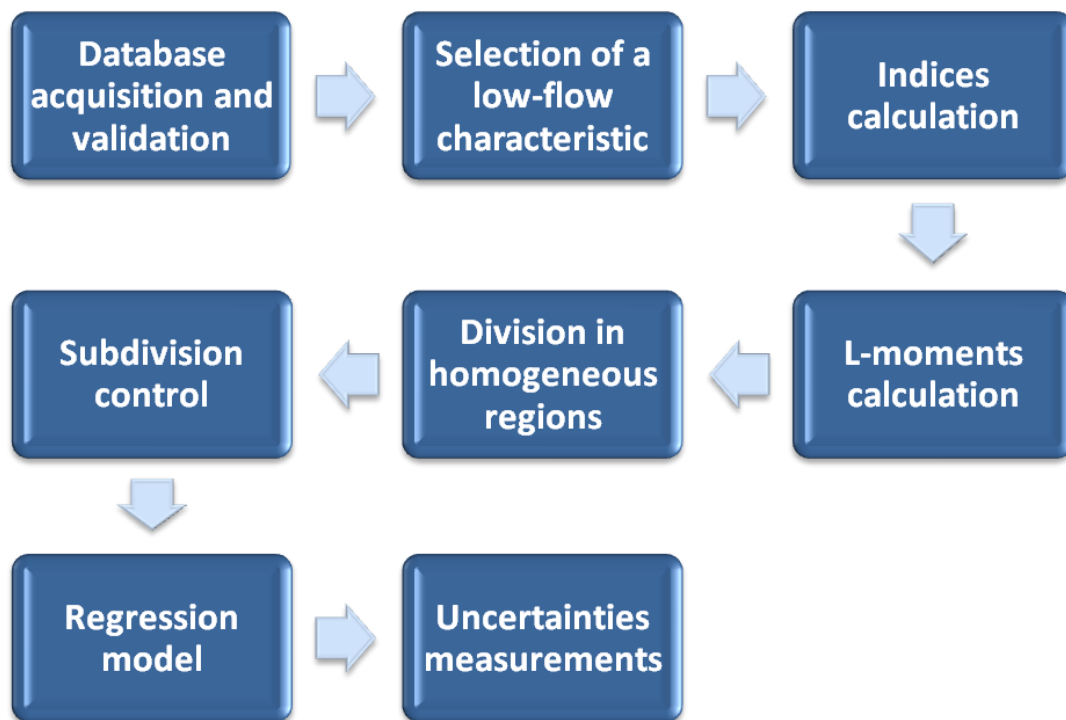 Database
acquisition and
validation
Selection of a
low-flow
characteristic
Indices
calculation
L-moments
calculation
Division in
homogeneous
regions
Subdivision
control
Regression
model
Uncertainties
measurements